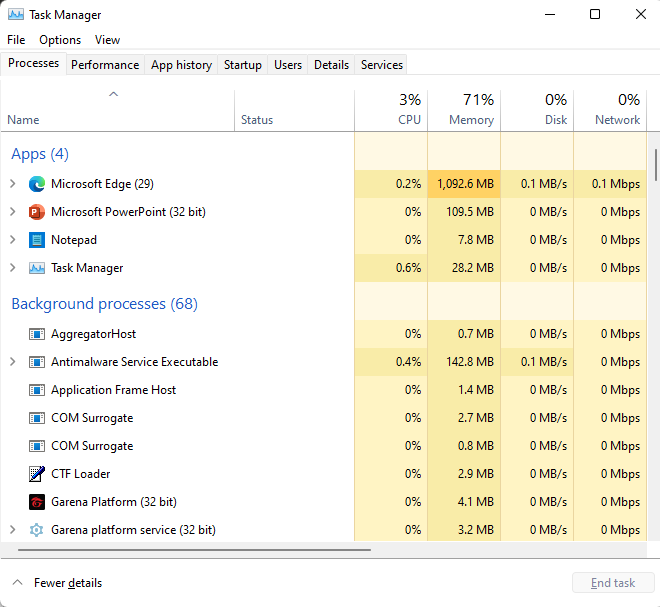 Task Manager
File Options View
Processes Performance App history Startup Users Details Services
3% 71% 0% 0%
Name Status CPU Memory Disk Network
Apps (4)
Microsoft Edge (29) 0.2% 1,092.6 MB 0.1 MB/s 0.1 Mbps
Microsoft PowerPoint (32 bit) 0% 109.5 MB 0 MB/s 0 Mbps
Notepad 0% 7.8 MB 0 MB/s 0 Mbps
Task Manager 0.6% 28.2 MB 0 MB/s 0 Mbps
Background processes (68)
AggregatorHost 0% 0.7 MB 0 MB/s 0 Mbps
Antimalware Service Executable 0.4% 142.8 MB 0.1 MB/s 0 Mbps
Application Frame Host 0% 1.4 MB 0 MB/s 0 Mbps
COM Surrogate 0% 2.7 MB 0 MB/s 0 Mbps
COM Surrogate 0% 0.8 MB 0 MB/s 0 Mbps
CTF Loader 0% 2.9 MB 0 MB/s 0 Mbps
Garena Platform (32 bit) 0% 4.1 MB 0 MB/s 0 Mbps
Garena platform service (32 bit) 0% 3.2 MB 0 MB/s 0 Mbps
Fewer details End task